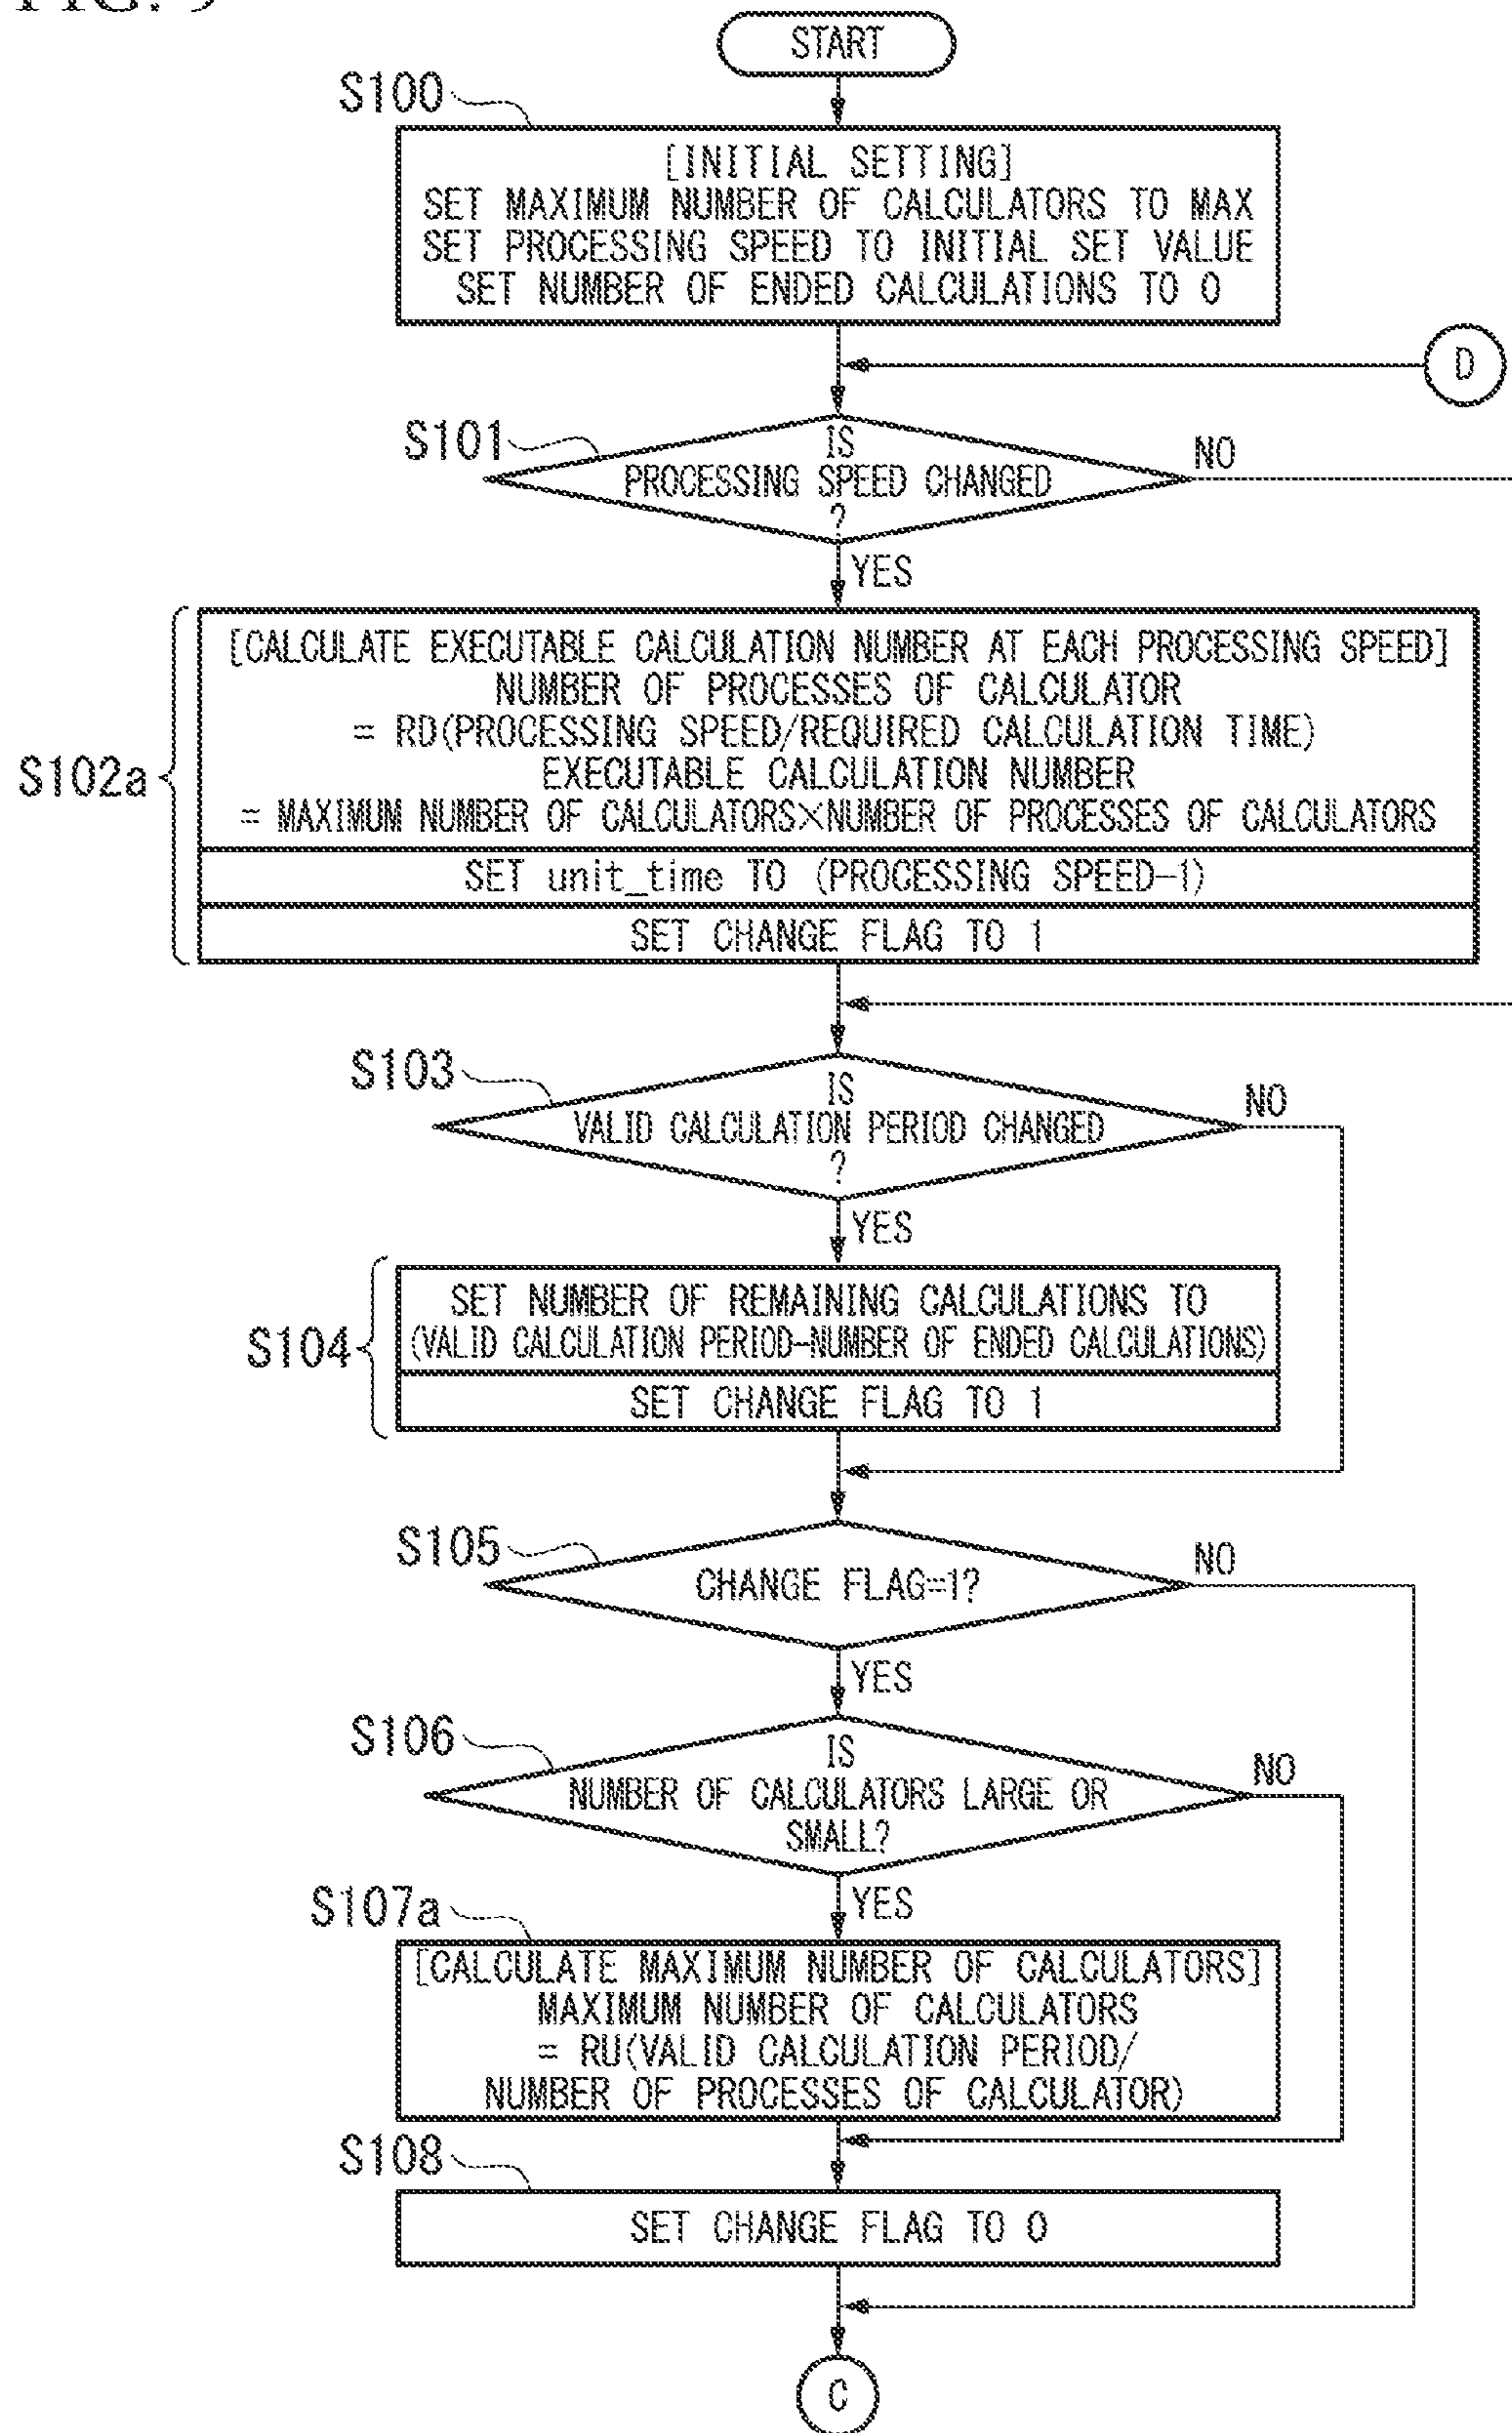 FIG. 9
START
S100
[INITIAL SETTING]
SET MAXIMUM NUMBER OF CALCULATORS TO MAX
SET PROCESSING SPEED TO INITIAL SET VALUE
SET NUMBER OF ENDED CALCULATIONS TO 0
D
S101
IS
PROCESSING SPEED CHANGED
?
NO
YES
S102a
[CALCULATE EXECUTABLE CALCULATION NUMBER AT EACH PROCESSING SPEED]
NUMBER OF PROCESSES OF CALCULATOR
= RD(PROCESSING SPEED/REQUIRED CALCULATION TIME)
EXECUTABLE CALCULATION NUMBER
= MAXIMUM NUMBER OF CALCULATORS×NUMBER OF PROCESSES OF CALCULATORS
SET unit_time TO (PROCESSING SPEED-1)
SET CHANGE FLAG TO 1
S103
IS
VALID CALCULATION PERIOD CHANGED
?
NO
YES
S104
SET NUMBER OF REMAINING CALCULATIONS TO
(VALID CALCULATION PERIOD-NUMBER OF ENDED CALCULATIONS)
SET CHANGE FLAG TO 1
S105
CHANGE FLAG=1?
NO
YES
S106
IS
NUMBER OF CALCULATORS LARGE OR
SMALL?
NO
YES
S107a
[CALCULATE MAXIMUM NUMBER OF CALCULATORS]
MAXIMUM NUMBER OF CALCULATORS
= RU(VALID CALCULATION PERIOD/
NUMBER OF PROCESSES OF CALCULATOR)
S108
SET CHANGE FLAG TO 0
C